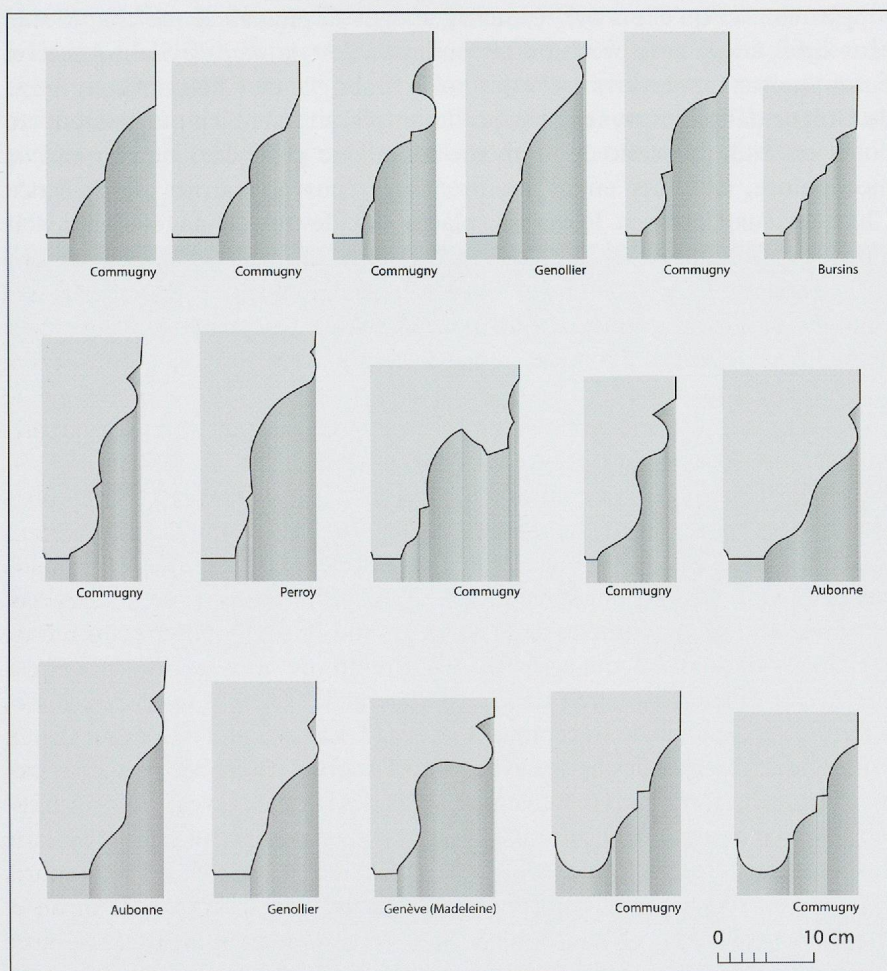 Commugny Commugny Commugny Genollier Commugny Bursins
Commugny Perroy Commugny Commugny Aubonne
Aubonne Genollier Genève (Madeleine) Commugny Commugny
0 10 cm